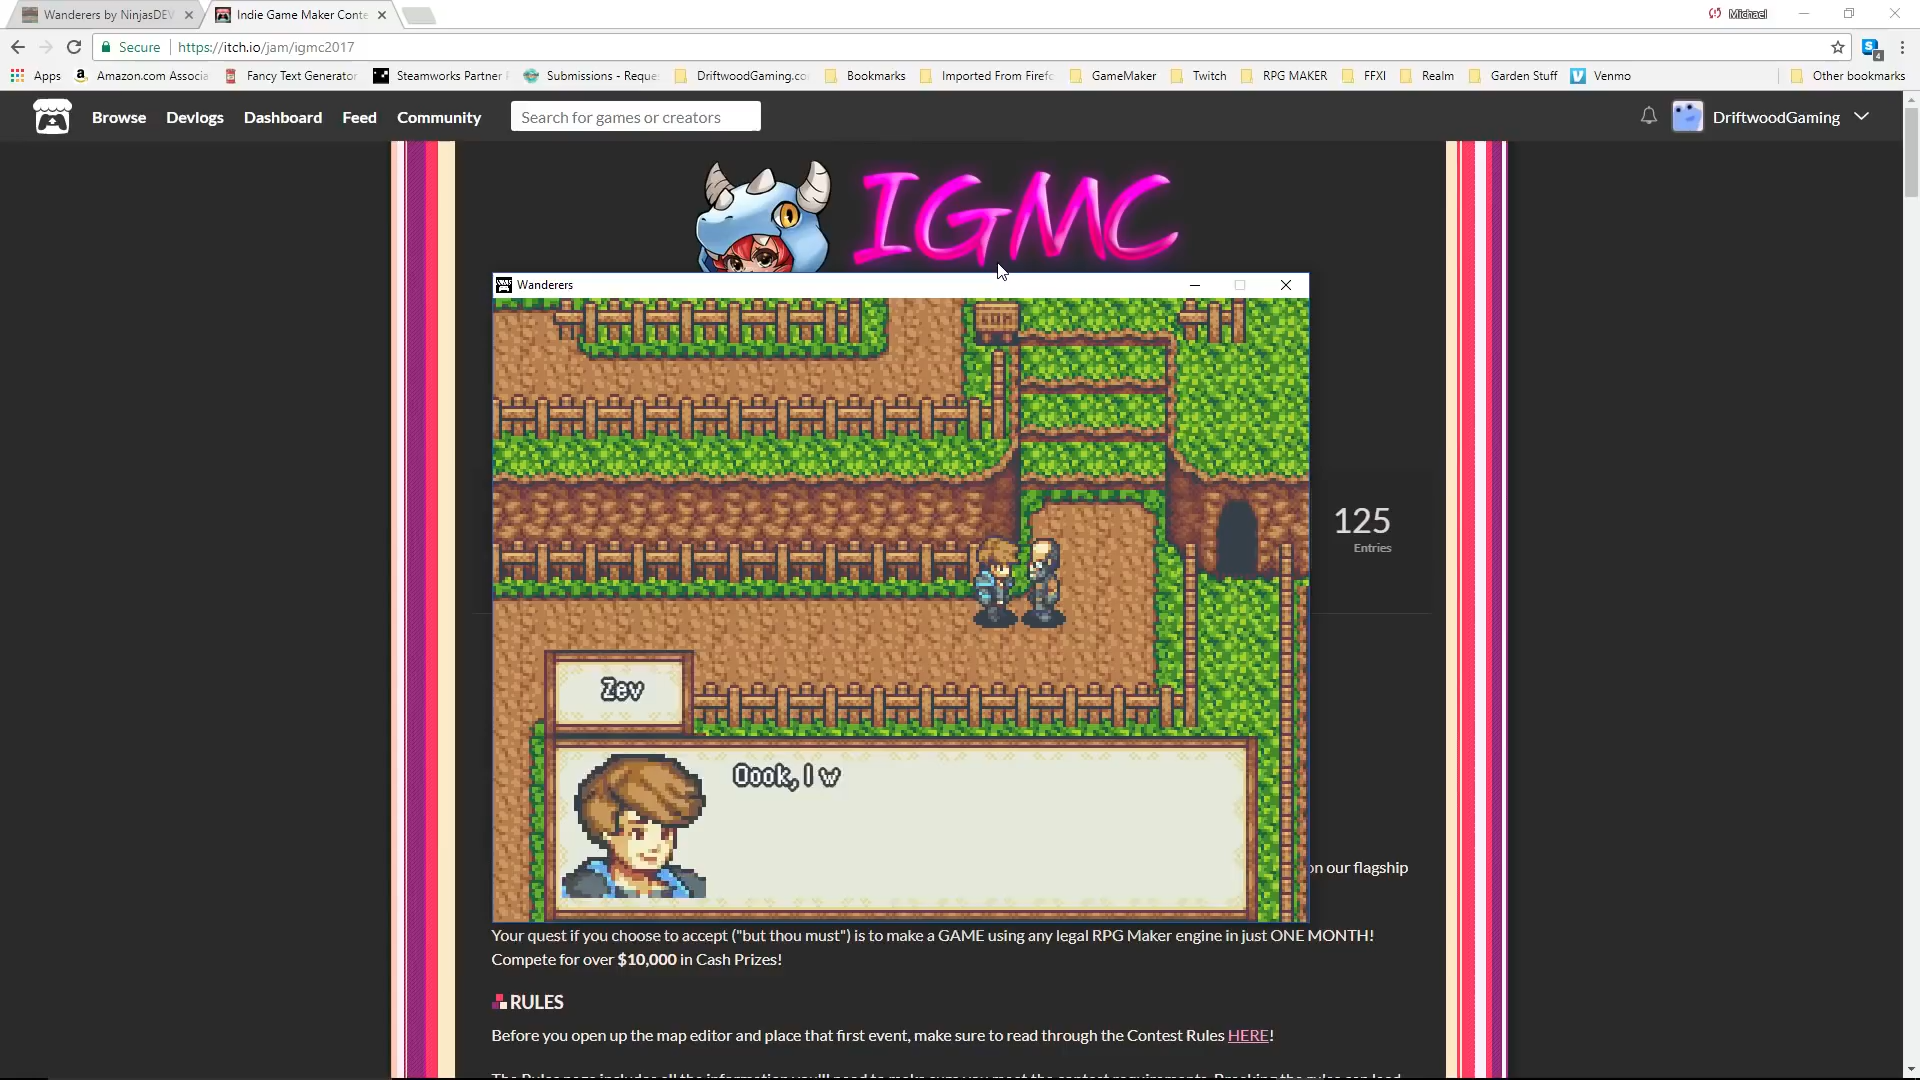 Wanderers by NinjasDEV
Indie Game Maker Conte
Michael
Secure
https://itch.io/jam/igmc2017
Apps
Amazon.com Associa
Fancy Text Generator
Steamworks Partner
Submissions - Reque
DriftwoodGaming.co
Bookmarks
Imported From Firefo
GameMaker
Twitch
RPG MAKER
FFXI
Realm
Garden Stuff
Venmo
Other bookmarks
Browse
Devlogs
Dashboard
Feed
Community
Search for games or creators
DriftwoodGaming
IGMC
Wanderers
125
Entries
Zev
Oook, I w
on our flagship
Your quest if you choose to accept ("but thou must") is to make a GAME using any legal RPG Maker engine in just ONE MONTH!
Compete for over $10,000 in Cash Prizes!
RULES
Before you open up the map editor and place that first event, make sure to read through the Contest Rules HERE!